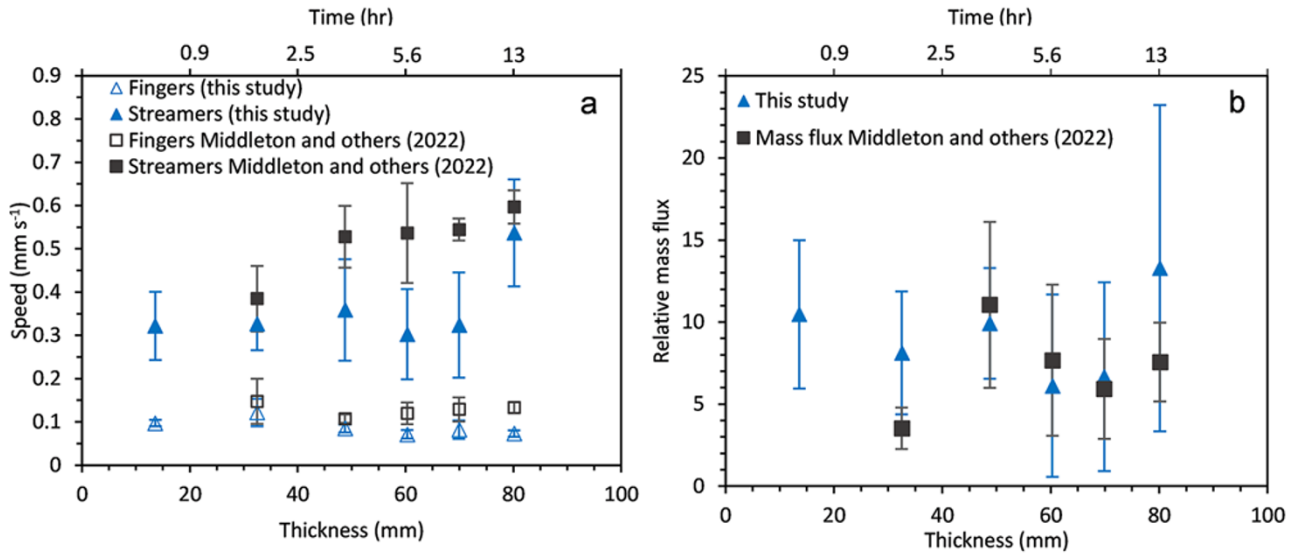 Time (hr)
0.9 2.5 5.6 13
0.9
0.8
0.7
0.6
0.5
0.4
0.3
0.2
0.1
0
Speed (mm s⁻¹)
Fingers (this study)
Streamers (this study)
Fingers Middleton and others (2022)
Streamers Middleton and others (2022)
a
0 20 40 60 80 100
Thickness (mm)
Time (hr)
0.9 2.5 5.6 13
25
20
15
10
5
0
Relative mass flux
This study
Mass flux Middleton and others (2022)
b
0 20 40 60 80 100
Thickness (mm)